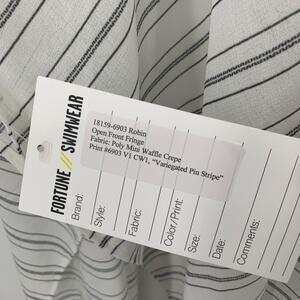 FORTUNE // SWIMWEAR
18159-6903 Robin
Open Front Fringe
Fabric: Poly Mini Waffle Crepe
Print #6903 V1 CW1, "Variegated Pin Stripe"
Brand:
Style:
Fabric:
Color/Print:
Size:
Date:
Comments: